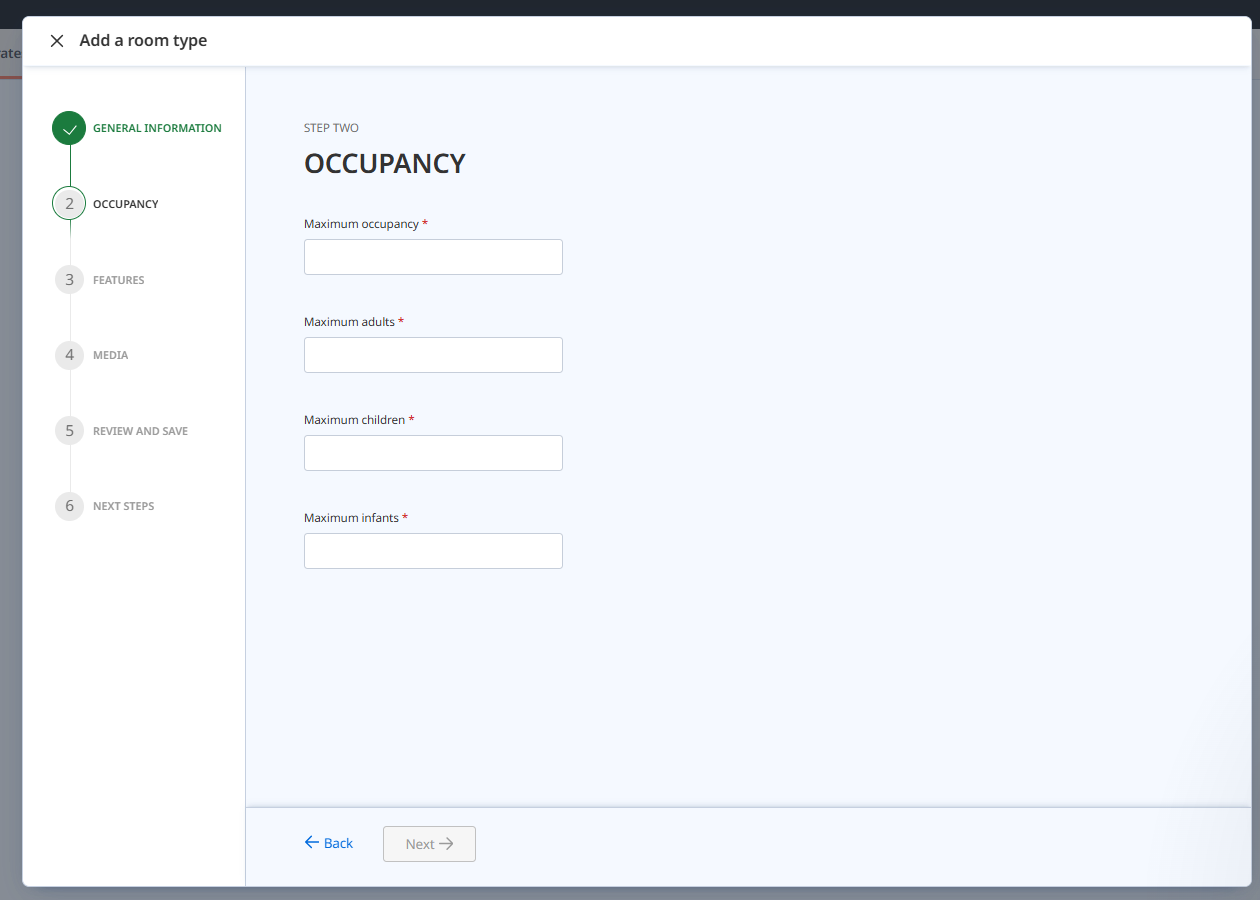 Add a room type
GENERAL INFORMATION
2 OCCUPANCY
3 FEATURES
4 MEDIA
5 REVIEW AND SAVE
6 NEXT STEPS
STEP TWO
OCCUPANCY
Maximum occupancy *
Maximum adults *
Maximum children *
Maximum infants *
Back
Next